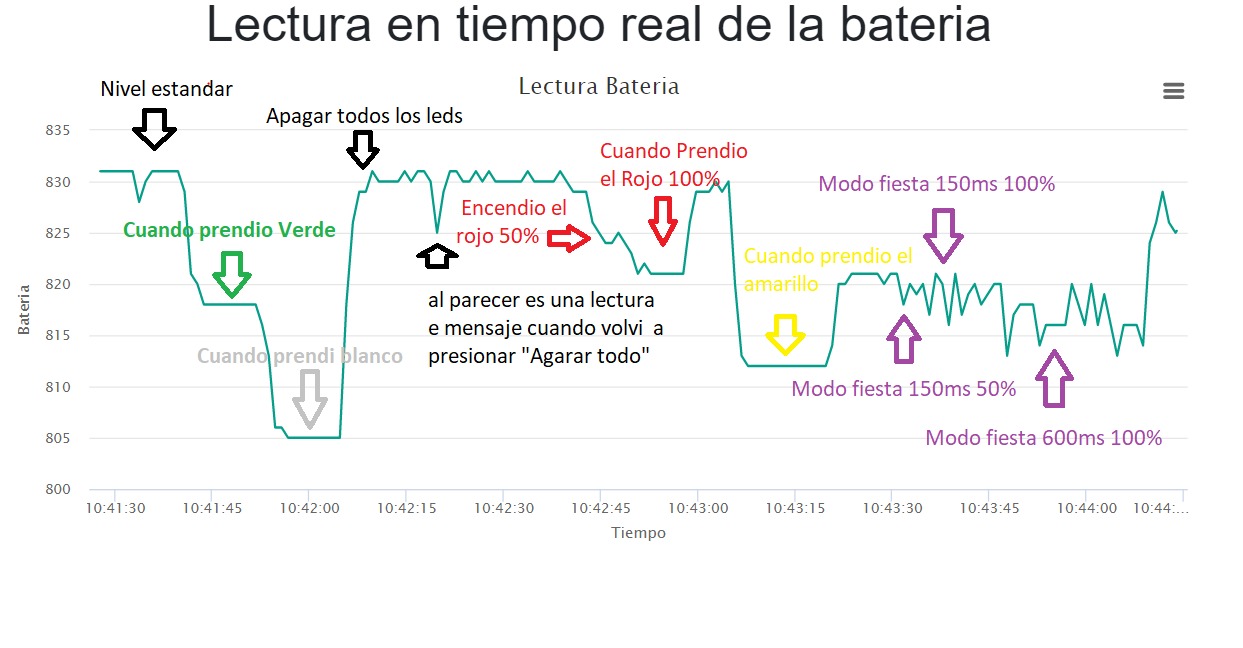 Lectura en tiempo real de la bateria
Lectura Bateria
Nivel estandar
Apagar todos los leds
Cuando Prendio
el Rojo 100%
Modo fiesta 150ms 100%
Encendio el
rojo 50%
Cuando prendio Verde
Cuando prendio el
amarillo
al parecer es una lectura
e mensaje cuando volvi a
presionar "Agarar todo"
Cuando prendi blanco
Modo fiesta 150ms 50%
Modo fiesta 600ms 100%
Bateria
835
830
825
820
815
810
805
800
10:41:30 10:41:45 10:42:00 10:42:15 10:42:30 10:42:45 10:43:00 10:43:15 10:43:30 10:43:45 10:44:00 10:44:...
Tiempo